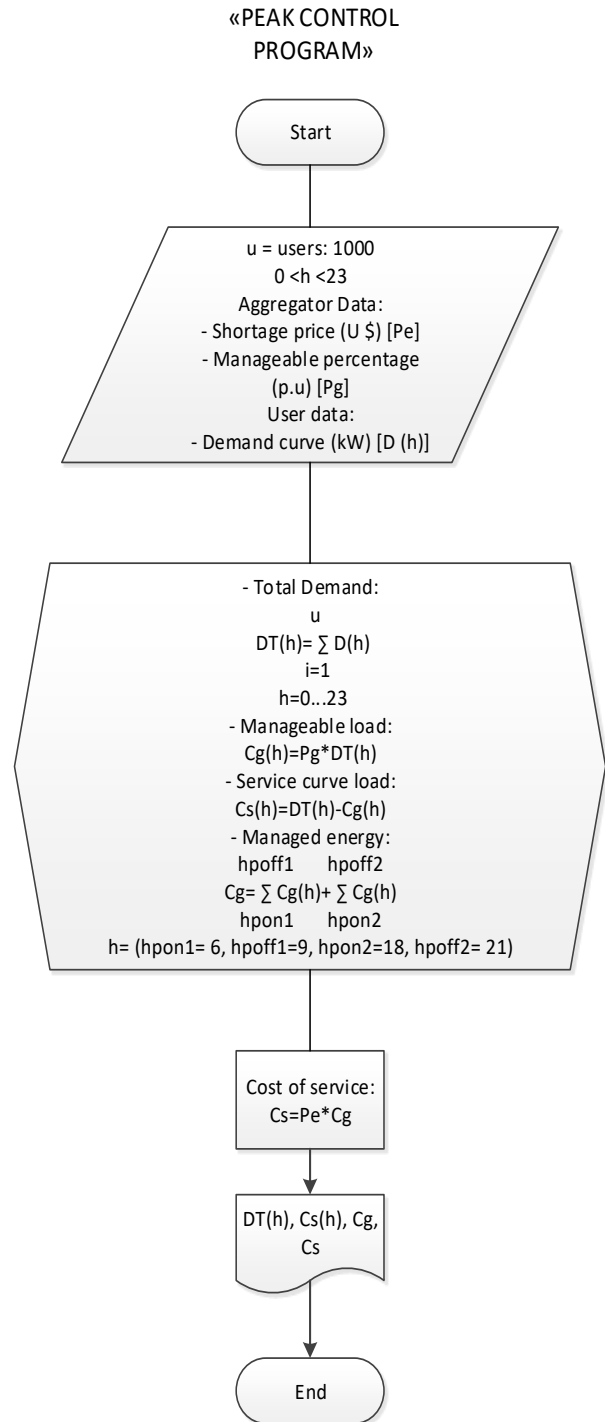 «PEAK CONTROL
PROGRAM»
Start
u = users: 1000
0 <h <23
Aggregator Data:
- Shortage price (U $) [Pe]
- Manageable percentage
(p.u) [Pg]
User data:
- Demand curve (kW) [D (h)]
- Total Demand:
u
DT(h)= ∑ D(h)
i=1
h=0...23
- Manageable load:
Cg(h)=Pg*DT(h)
- Service curve load:
Cs(h)=DT(h)-Cg(h)
- Managed energy:
hpoff1 hpoff2
Cg= ∑ Cg(h)+ ∑ Cg(h)
hpon1 hpon2
h= (hpon1= 6, hpoff1=9, hpon2=18, hpoff2= 21)
Cost of service:
Cs=Pe*Cg
DT(h), Cs(h), Cg,
Cs
End